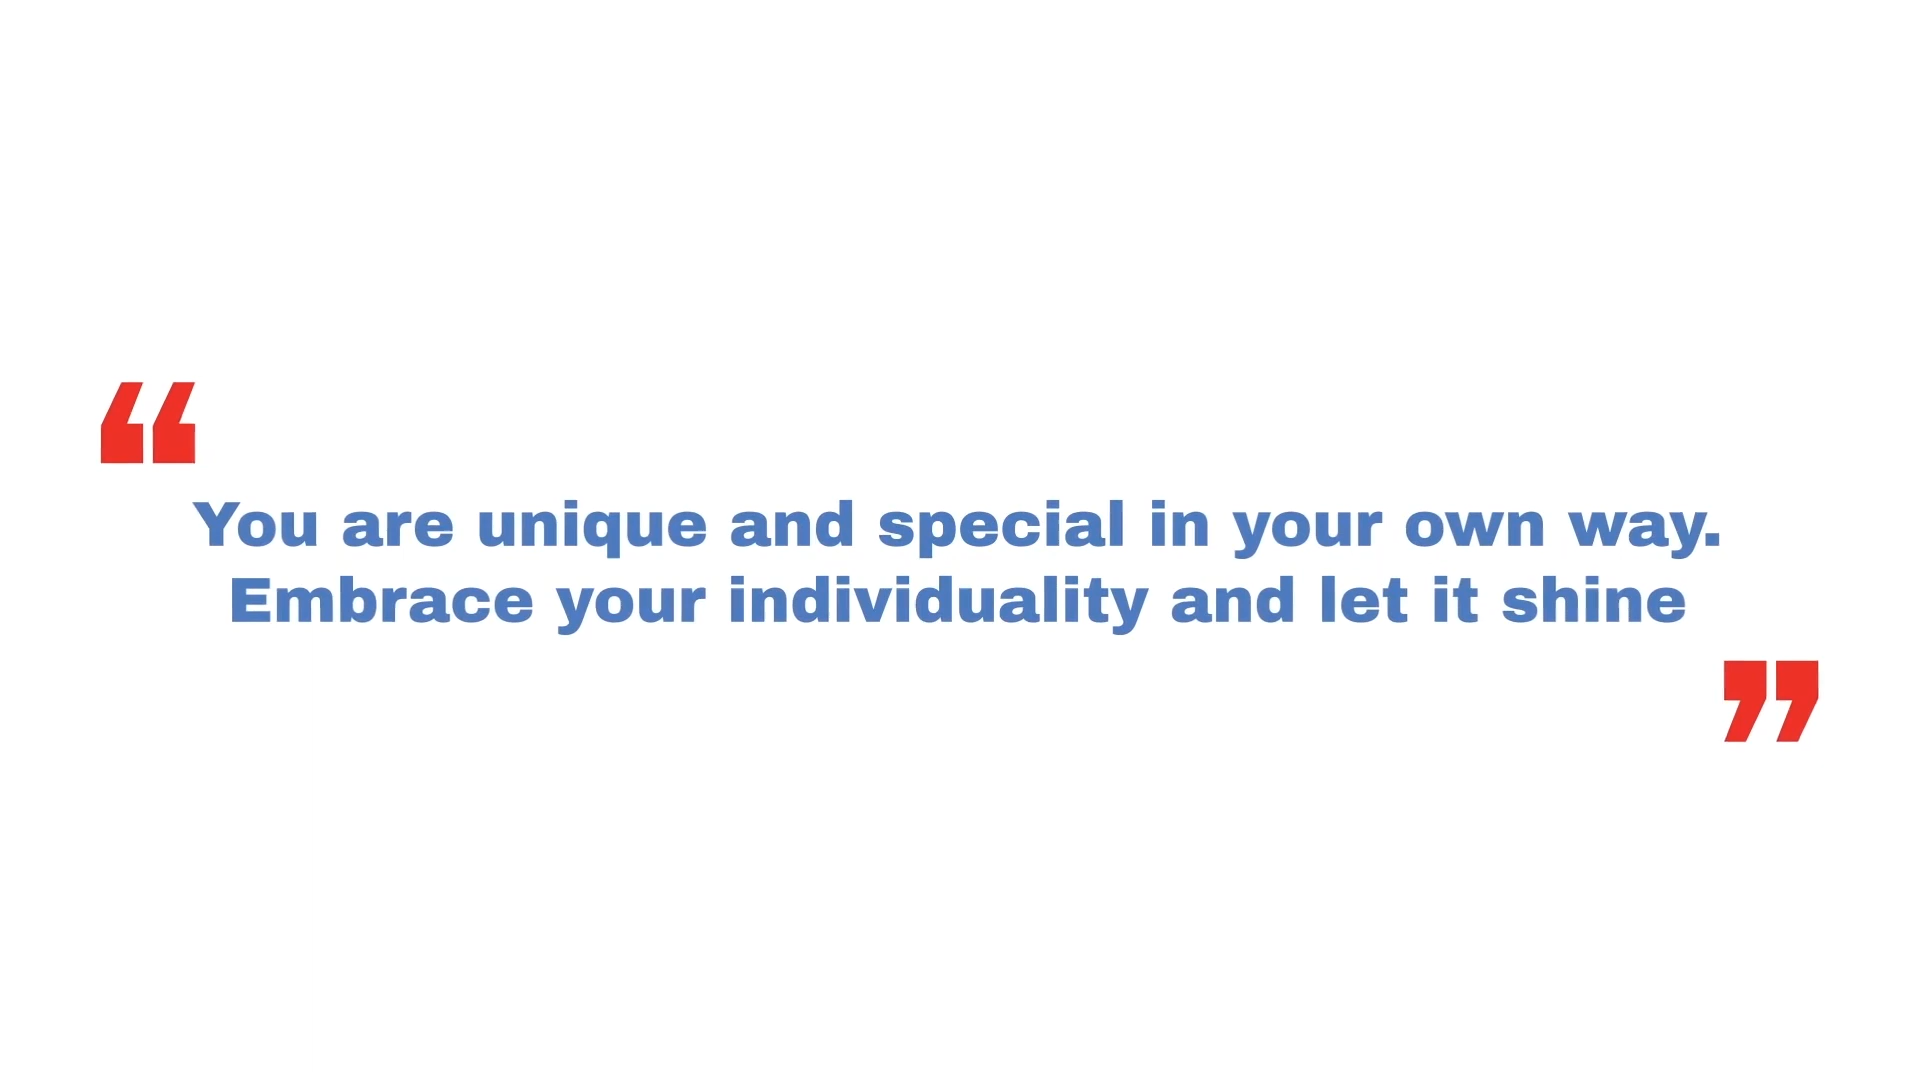 “
You are unique and special in your own way.
Embrace your individuality and let it shine
”